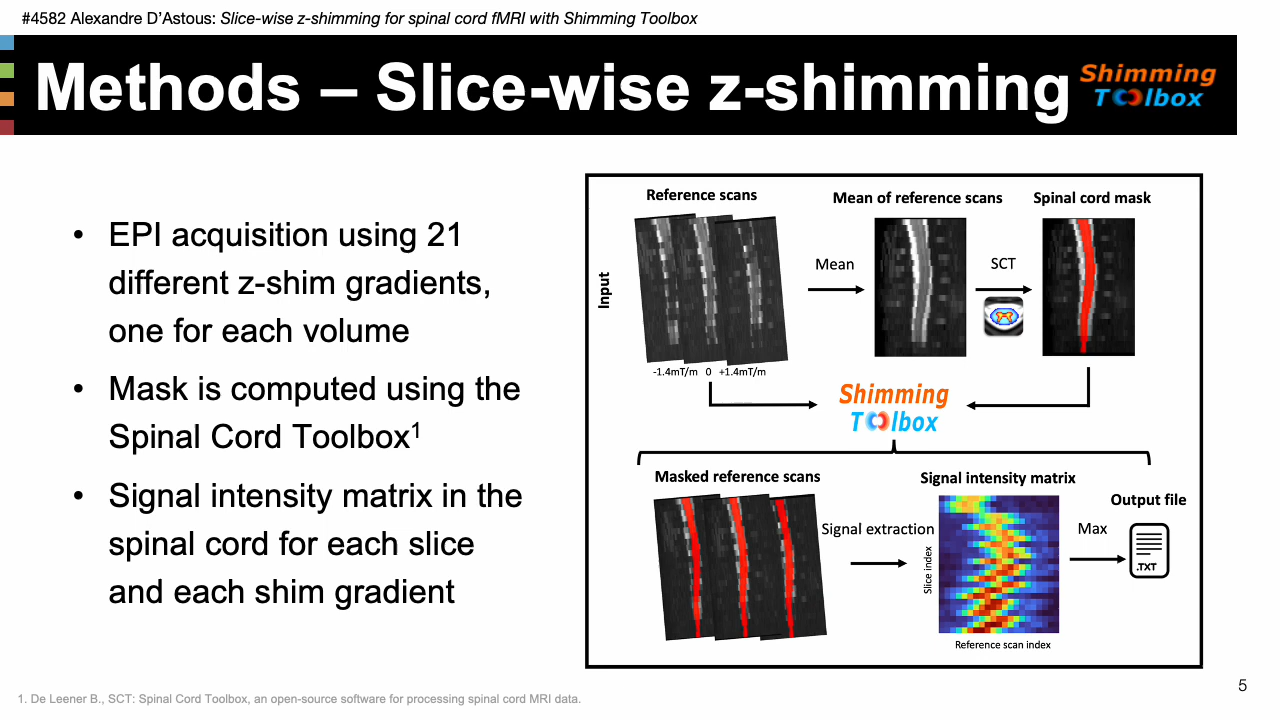 #4582 Alexandre D’Astous: Slice-wise z-shimming for spinal cord fMRI with Shimming Toolbox
Methods – Slice-wise z-shimming
Shimming
Toolbox
• EPI acquisition using 21
different z-shim gradients,
one for each volume
• Mask is computed using the
Spinal Cord Toolbox¹
• Signal intensity matrix in the
spinal cord for each slice
and each shim gradient
Input
Reference scans
Mean of reference scans
Spinal cord mask
Mean
SCT
-1.4mT/m 0 +1.4mT/m
Shimming
Toolbox
Masked reference scans
Signal intensity matrix
Output file
Signal extraction
Max
.TXT
Slice index
Reference scan index
1. De Leener B., SCT: Spinal Cord Toolbox, an open-source software for processing spinal cord MRI data.
5